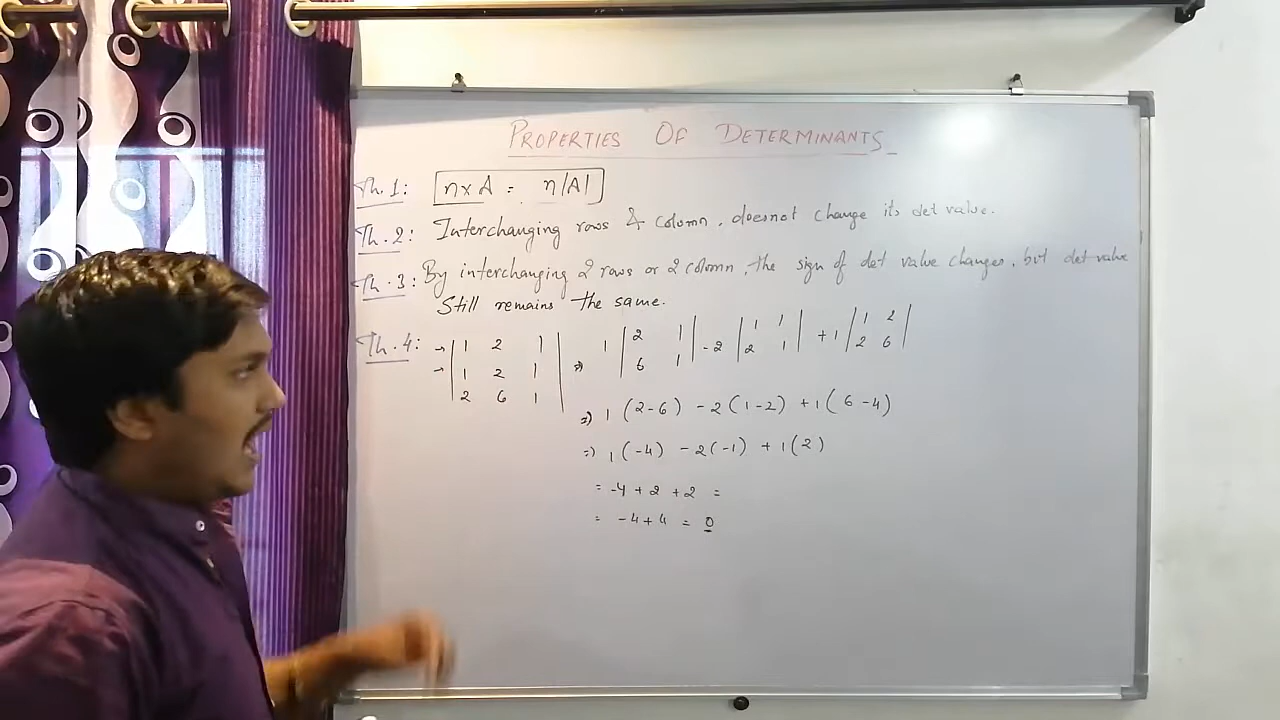 PROPERTIES OF DETERMINANTS
Th.1: n×A = n|A|
Th.2: Interchanging rows & column, doesnot change its det value.
Th.3: By interchanging 2 rows or 2 column, the sign of det value changes, but det value
Still remains the same.
Th.4: → | 1 2 1 | ⇒ 1 | 2 1 | - 2 | 1 1 | + 1 | 1 2 |
→ | 1 2 1 | | 6 1 | | 2 1 | | 2 6 |
| 2 6 1 |
⇒ 1 (2-6) - 2(1-2) + 1(6-4)
⇒ 1(-4) - 2(-1) + 1(2)
= -4 + 2 + 2 =
= -4+4 = 0